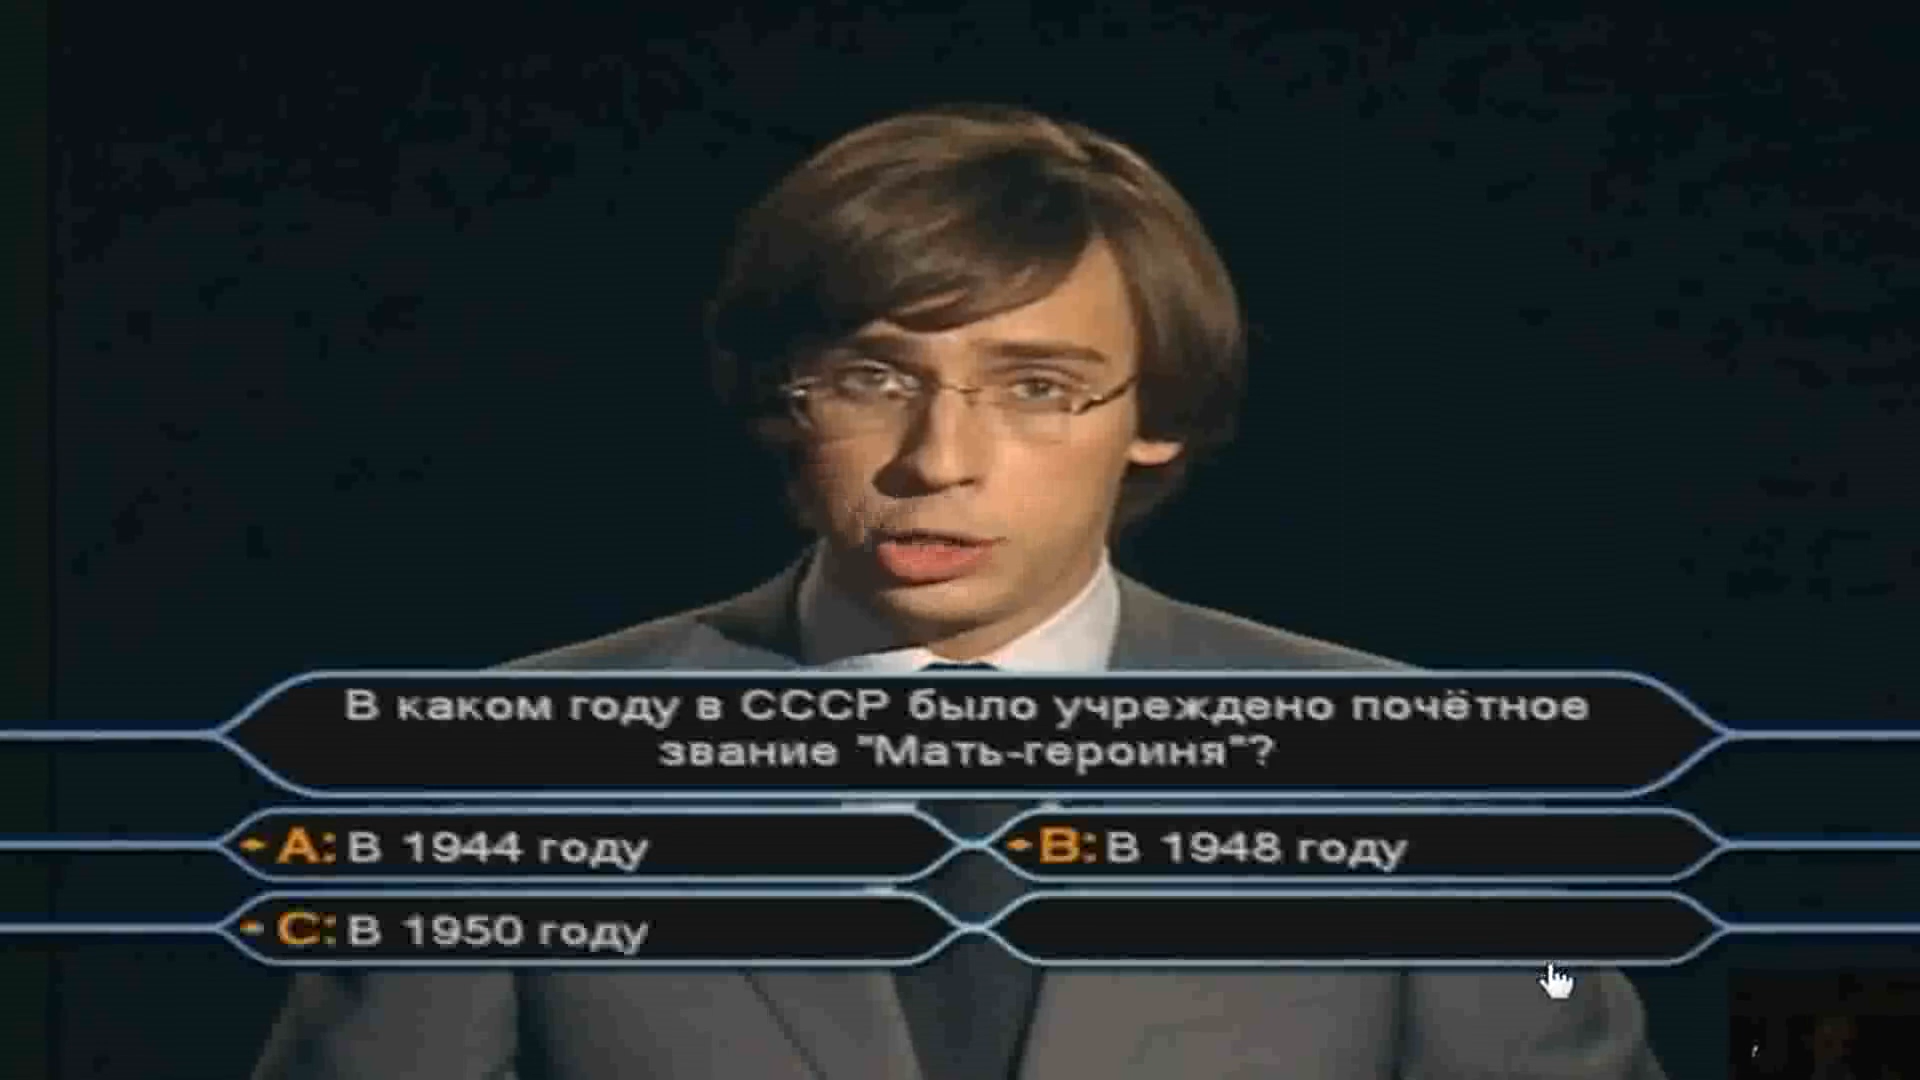 В каком году в СССР было учреждено почётное
звание "Мать-героиня"?
A: В 1944 году
B: В 1948 году
C: В 1950 году